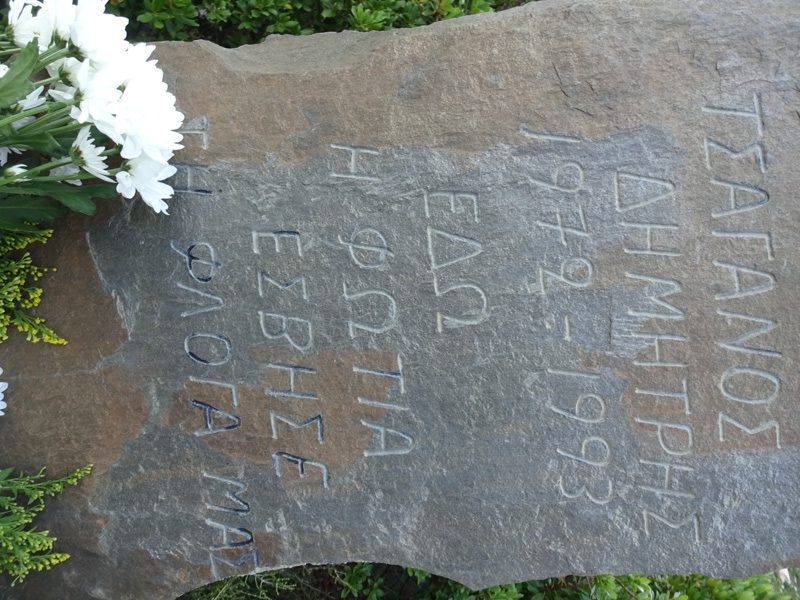 ΤΣΑΓΑΝΟΣ
ΔΗΜΗΤΡΗΣ
1972-1993
ΕΔΩ
Η ΦΩΤΙΑ
ΕΣΒΗΣΕ
ΤΗ ΦΛΟΓΑ ΜΑΣ